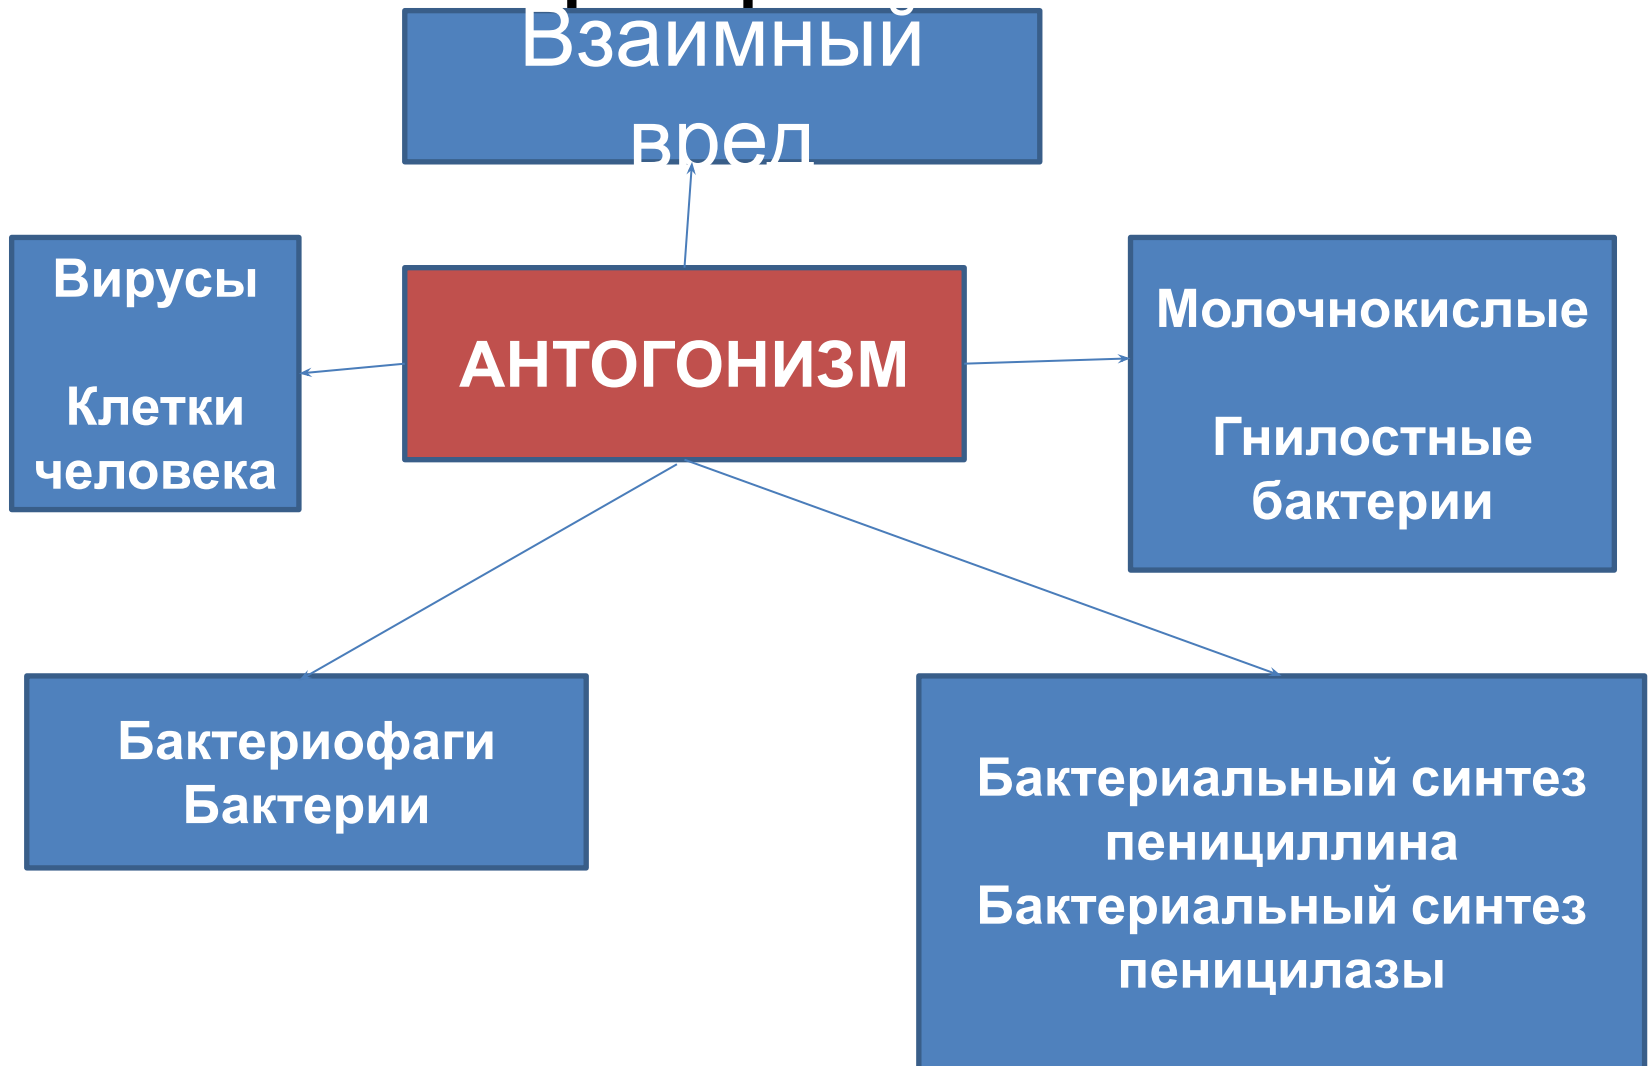 Взаимный
вред
Вирусы
Клетки
человека
АНТОГОНИЗМ
Молочнокислые
Гнилостные
бактерии
Бактериофаги
Бактерии
Бактериальный синтез
пенициллина
Бактериальный синтез
пеницилазы